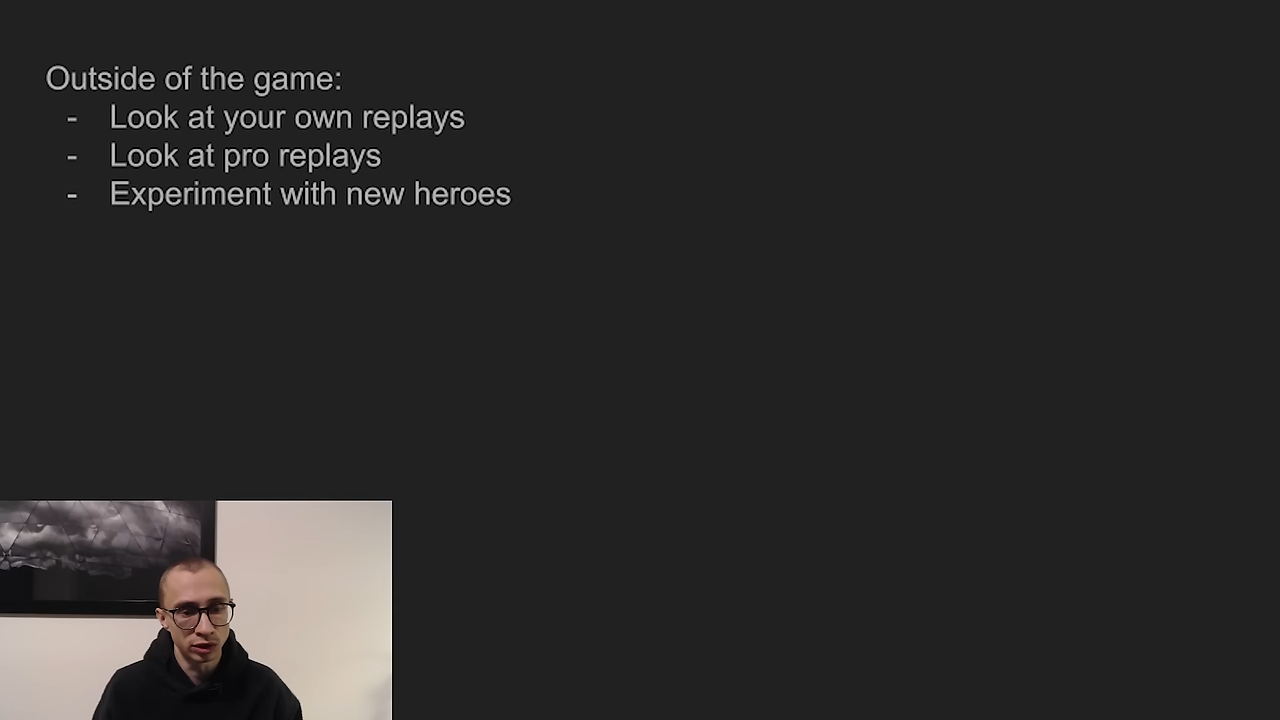 Outside of the game:
- Look at your own replays
- Look at pro replays
- Experiment with new heroes